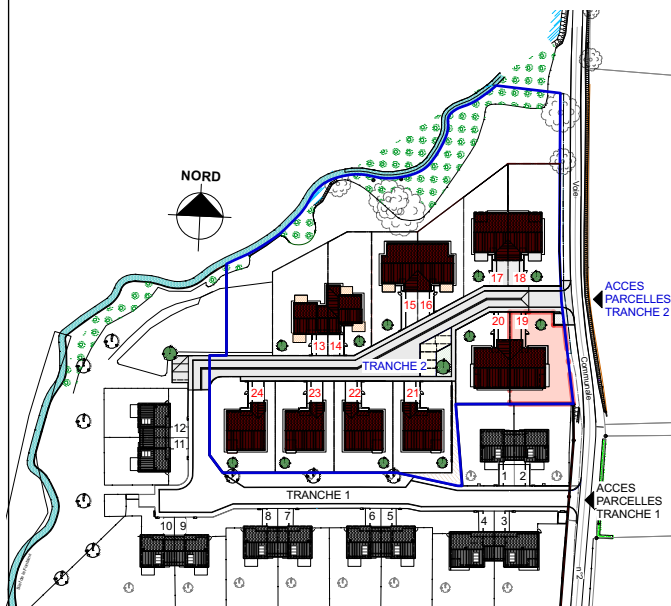 NORD
Voie
17 18
ACCES
PARCELLES
TRANCHE 2
15 16
20 19
13 14
TRANCHE 2
Communale
24 23 22 21
12
11
1 2
TRANCHE 1
ACCES
PARCELLES
TRANCHE 1
10 9
8 7
6 5
4 3
n°2